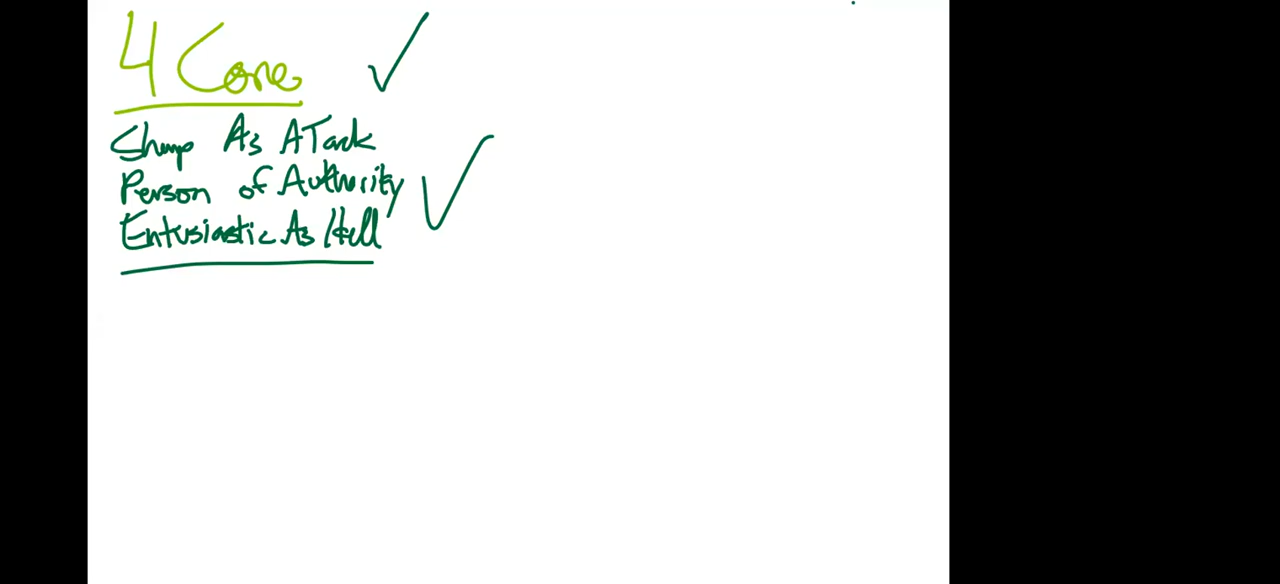 4 Core
Sharp As A Tack
Person of Authority
Entusiastic As Hell